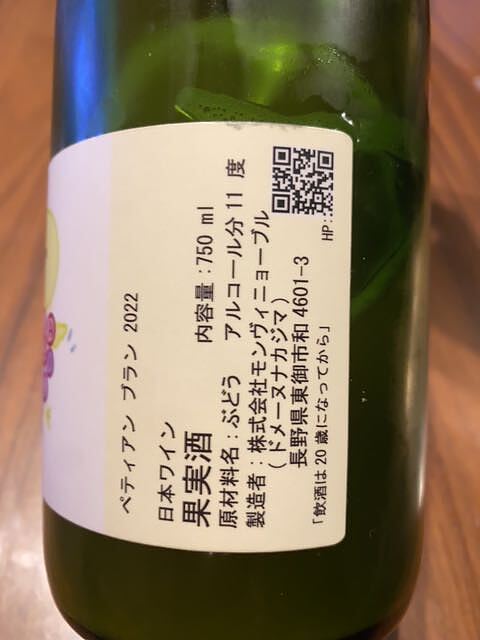 ペティアン ブラン 2022
日本ワイン
果実酒 内容量：750 ml
原材料名：ぶどう アルコール分 11 度
製造者：株式会社モンヴィニョーブル
（ドメーヌナカジマ）
長野県東御市和 4601-3
「飲酒は 20 歳になってから」
HP: